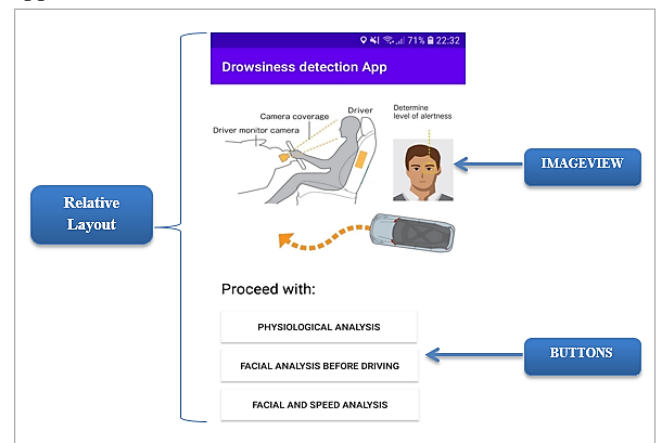 71% 22:32
Drowsiness detection App
Camera coverage
Driver
Driver monitor camera
Determine
level of alertness
IMAGEVIEW
Relative
Layout
Proceed with:
PHYSIOLOGICAL ANALYSIS
FACIAL ANALYSIS BEFORE DRIVING
BUTTONS
FACIAL AND SPEED ANALYSIS